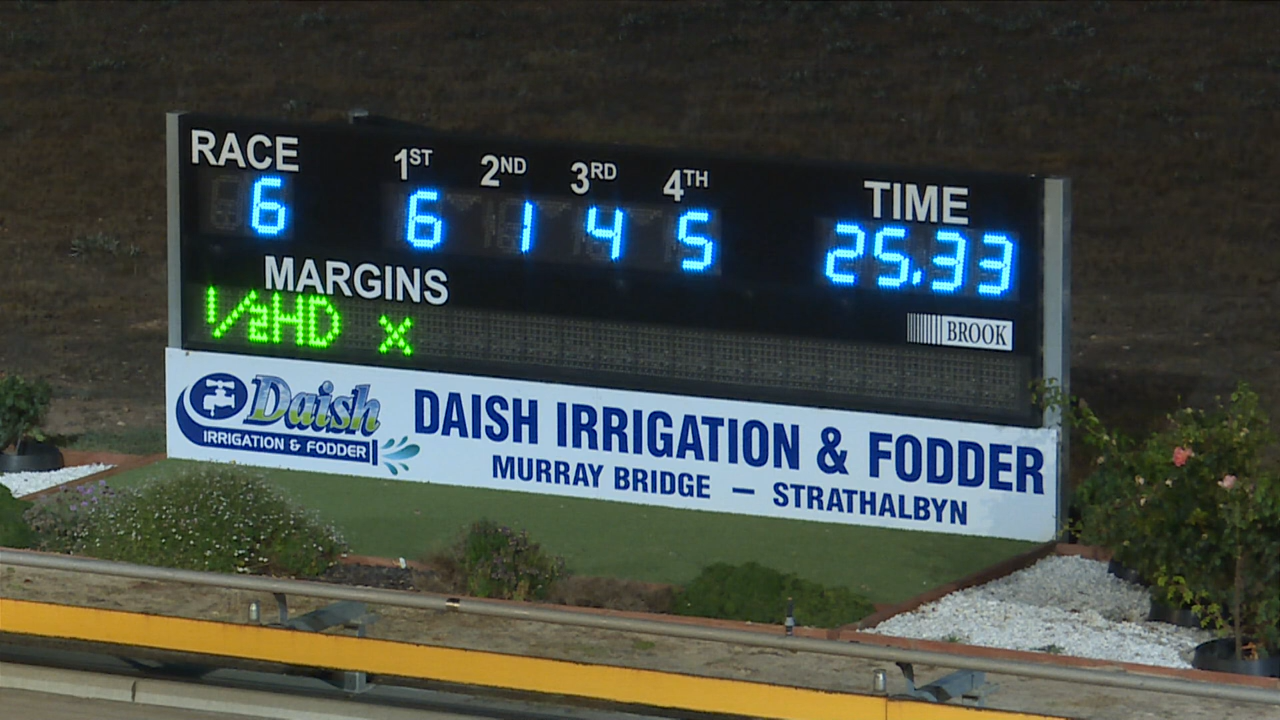 RACE 1ST 2ND 3RD 4TH TIME
6 6 1 4 5 25.33
MARGINS
1/2HD x
BROOK
Daish
IRRIGATION & FODDER
DAISH IRRIGATION & FODDER
MURRAY BRIDGE – STRATHALBYN